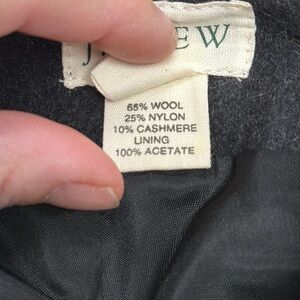 65% WOOL
25% NYLON
10% CASHMERE
LINING
100% ACETATE